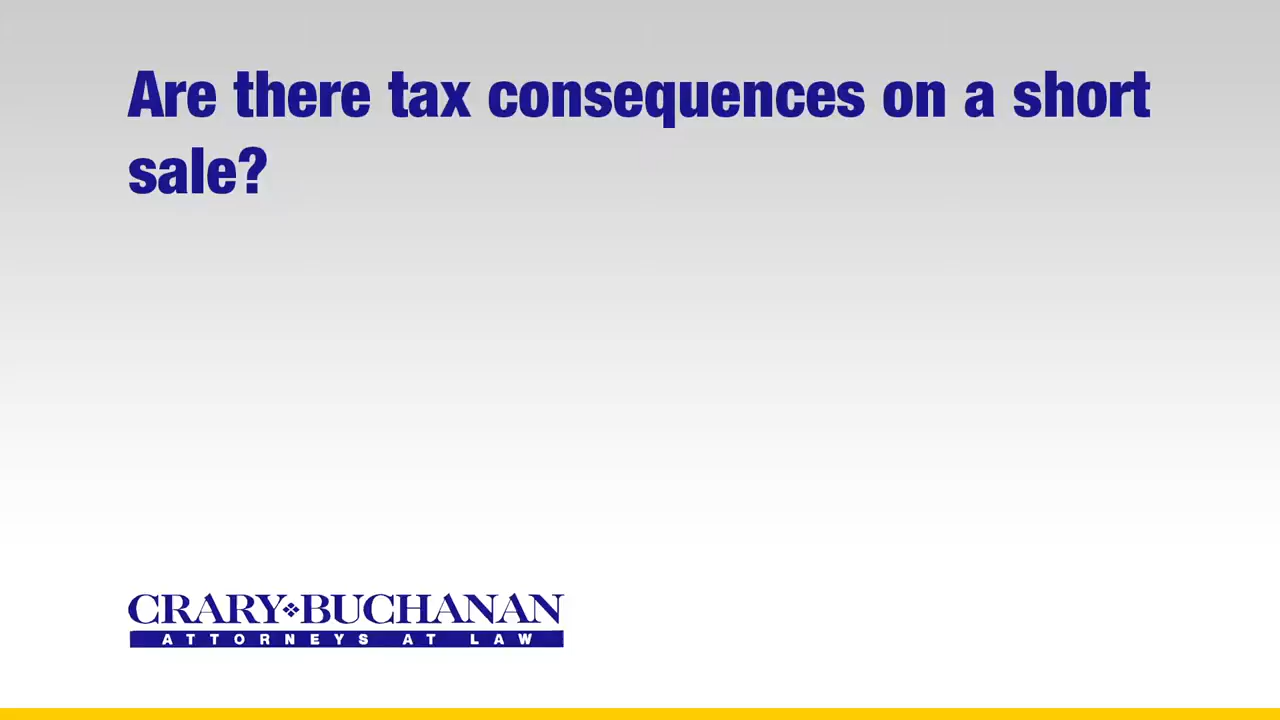 Are there tax consequences on a short
sale?
CRARY BUCHANAN
ATTORNEYS AT LAW